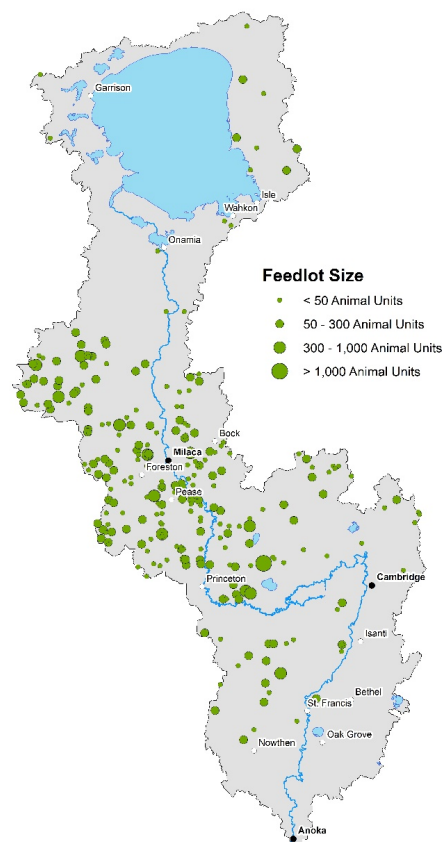 Garrison
Isle
Wahkon
Onamia
Feedlot Size
< 50 Animal Units
50 - 300 Animal Units
300 - 1,000 Animal Units
> 1,000 Animal Units
Bock
Milaca
Foreston
Pease
Princeton
Cambridge
Isanti
Bethel
St. Francis
Oak Grove
Nowthen
Anoka